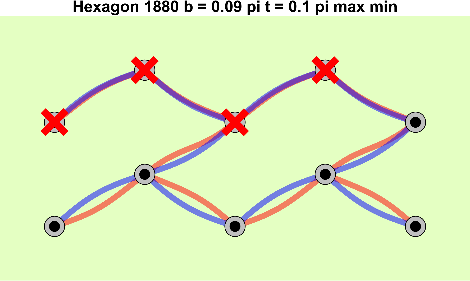 Hexagon 1880 b = 0.09 pi t = 0.1 pi max min